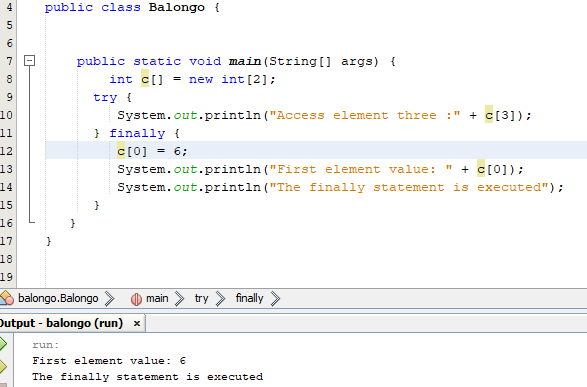 4 public class Balongo {
5
6
7 public static void main(String[] args) {
8 int c[] = new int[2];
9 try {
10 System.out.println("Access element three :" + c[3]);
11 } finally {
12 c[0] = 6;
13 System.out.println("First element value: " + c[0]);
14 System.out.println("The finally statement is executed");
15 }
16 }
17 }
18
19
balongo.Balongo main try finally
Output - balongo (run) ×
run:
First element value: 6
The finally statement is executed